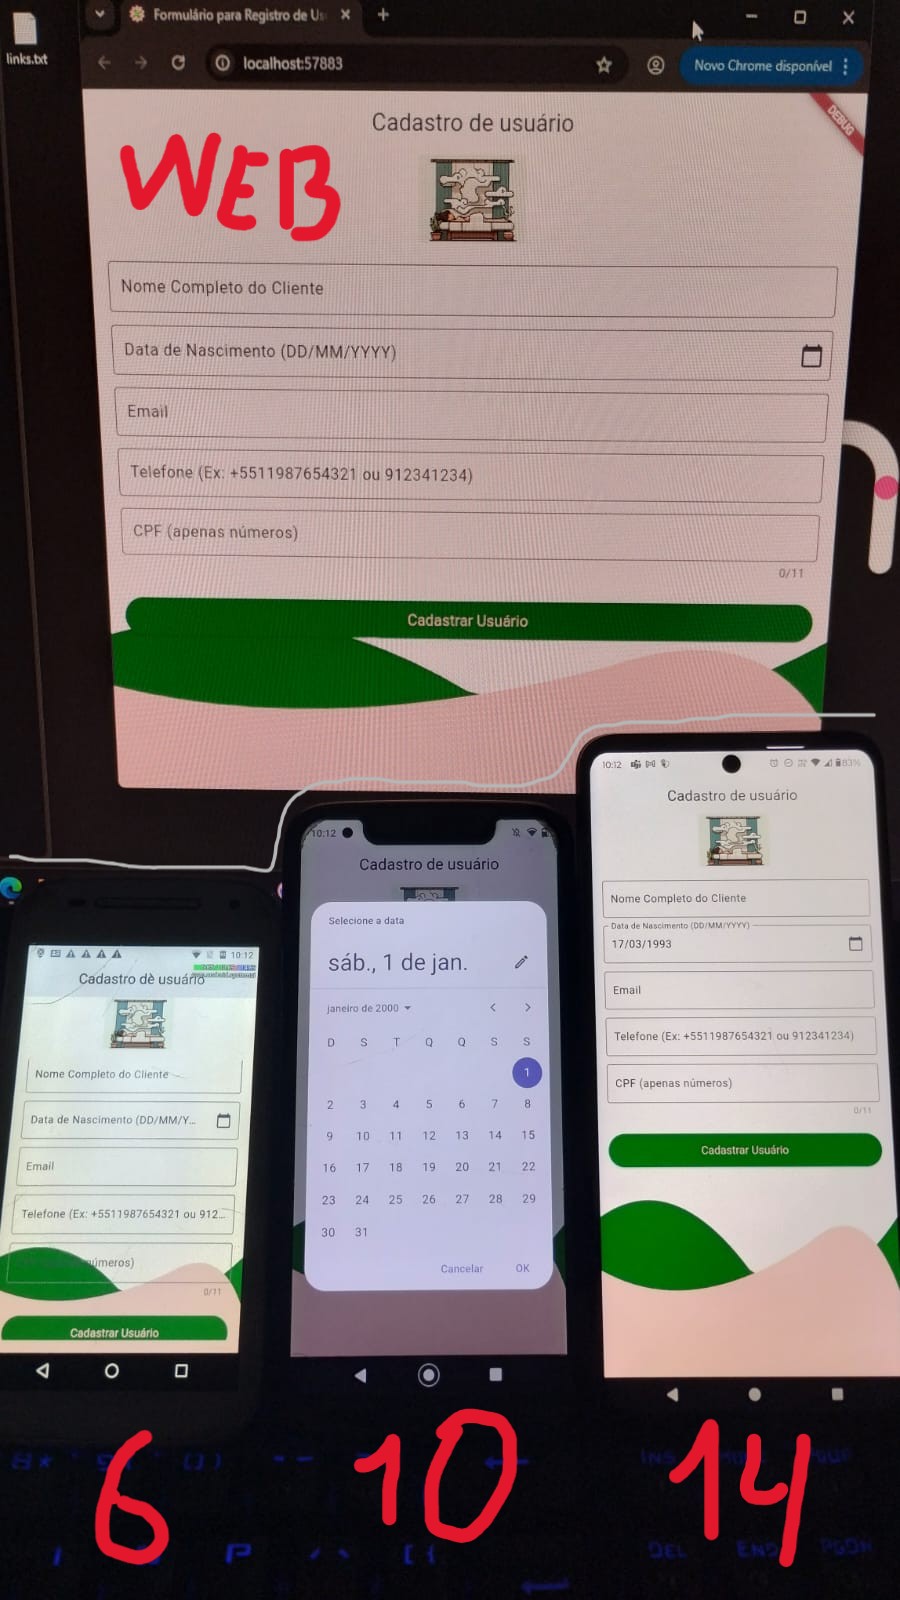 links.txt
Formulário para Registro de Us
localhost:57883
Novo Chrome disponível
DEBUG
Cadastro de usuário
WEB
Nome Completo do Cliente
Data de Nascimento (DD/MM/YYYY)
Email
Telefone (Ex: +5511987654321 ou 912341234)
CPF (apenas números)
0/11
Cadastrar Usuário
10:12
Cadastro de usuário
Nome Completo do Cliente
Data de Nascimento (DD/MM/Y...
Email
Telefone (Ex: +5511987654321 ou 912...
números)
0/11
Cadastrar Usuário
10:12
Cadastro de usuário
Selecione a data
sáb., 1 de jan.
janeiro de 2000
D S T Q Q S S
1
2 3 4 5 6 7 8
9 10 11 12 13 14 15
16 17 18 19 20 21 22
23 24 25 26 27 28 29
30 31
Cancelar OK
10:12 83%
Cadastro de usuário
Nome Completo do Cliente
Data de Nascimento (DD/MM/YYYY)
17/03/1993
Email
Telefone (Ex: +5511987654321 ou 912341234)
CPF (apenas números)
0/11
Cadastrar Usuário
6 10 14
INS
P [ {
DEL END PGDN